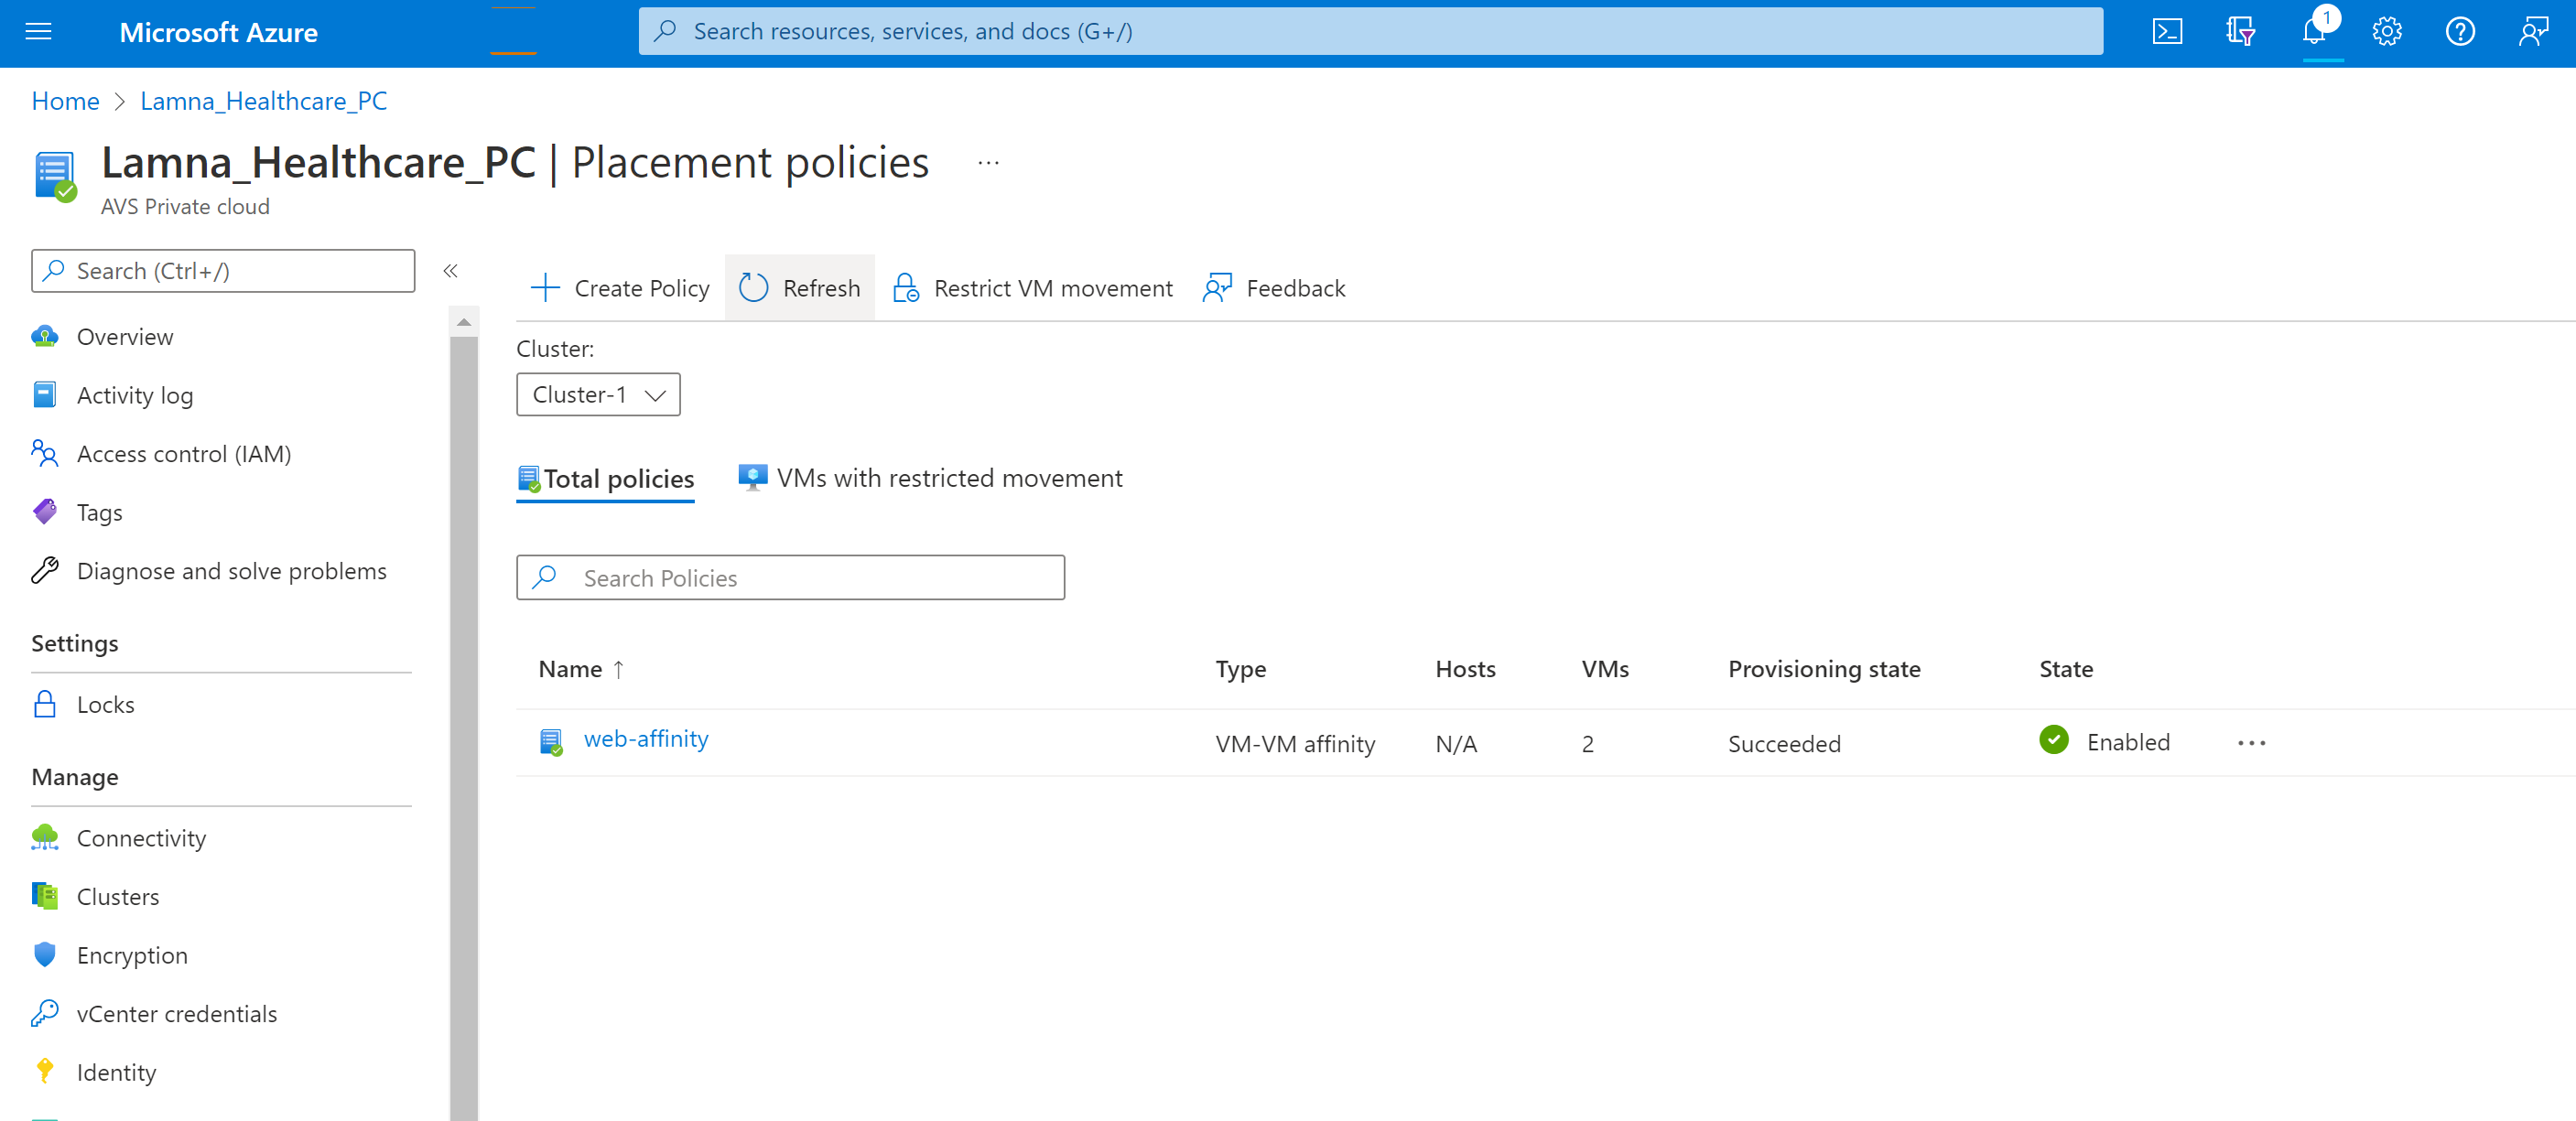 Microsoft Azure
Search resources, services, and docs (G+/)
1
Home > Lamna_Healthcare_PC
Lamna_Healthcare_PC | Placement policies ...
AVS Private cloud
Search (Ctrl+/)
«
Overview
Activity log
Access control (IAM)
Tags
Diagnose and solve problems
Settings
Locks
Manage
Connectivity
Clusters
Encryption
vCenter credentials
Identity
Create Policy Refresh Restrict VM movement Feedback
Cluster:
Cluster-1
Total policies VMs with restricted movement
Search Policies
Name ↑ Type Hosts VMs Provisioning state State
web-affinity VM-VM affinity N/A 2 Succeeded Enabled ...